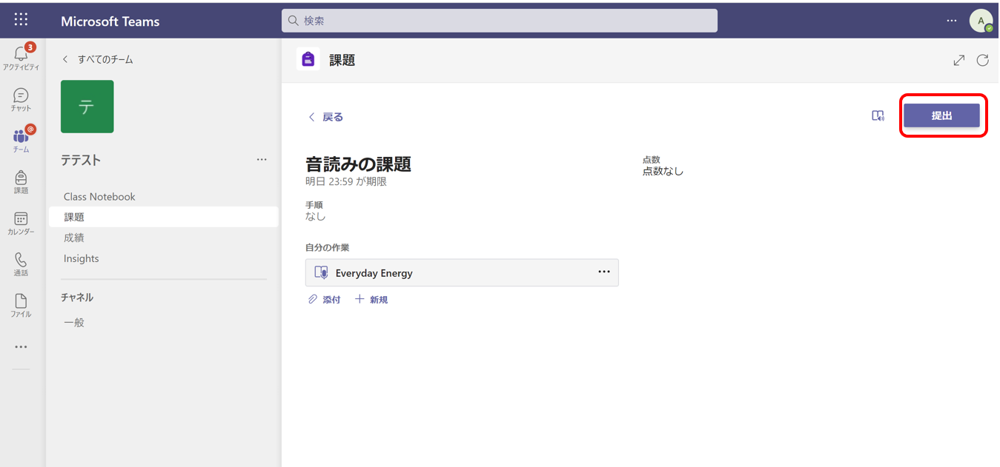 Microsoft Teams
検索
A
3
アクティビティ
チャット
@
チーム
課題
カレンダー
通話
ファイル
すべてのチーム
テ
テテスト
Class Notebook
課題
成績
Insights
チャネル
一般
課題
戻る
提出
音読みの課題
明日 23:59 が期限
点数
点数なし
手順
なし
自分の作業
Everyday Energy
添付
新規